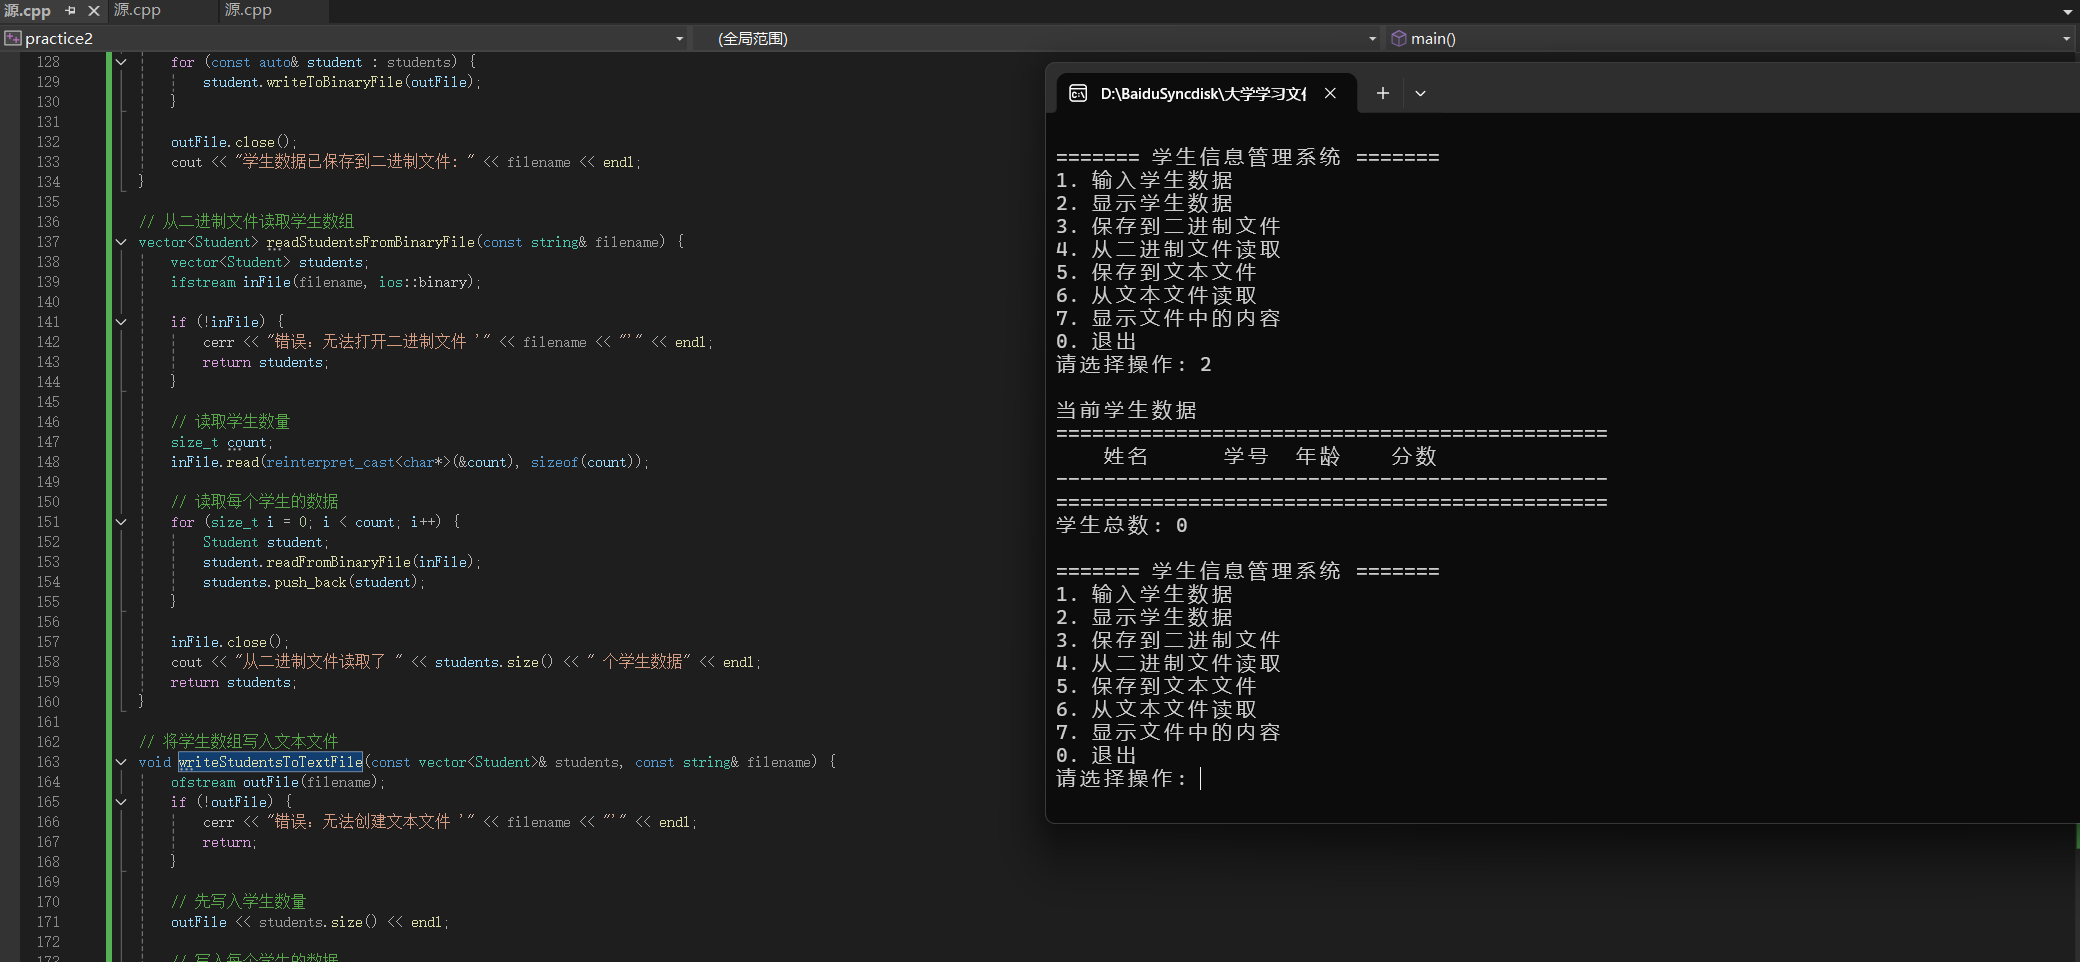 源.cpp
源.cpp
源.cpp
practice2
(全局范围)
main()
128 for (const auto& student : students) {
129 student.writeToBinaryFile(outFile);
130 }
131
132 outFile.close();
133 cout << "学生数据已保存到二进制文件: " << filename << endl;
134 }
135
136 // 从二进制文件读取学生数组
137 vector<Student> readStudentsFromBinaryFile(const string& filename) {
138 vector<Student> students;
139 ifstream inFile(filename, ios::binary);
140
141 if (!inFile) {
142 cerr << "错误: 无法打开二进制文件 '" << filename << "'" << endl;
143 return students;
144 }
145
146 // 读取学生数量
147 size_t count;
148 inFile.read(reinterpret_cast<char*>(&count), sizeof(count));
149
150 // 读取每个学生的数据
151 for (size_t i = 0; i < count; i++) {
152 Student student;
153 student.readFromBinaryFile(inFile);
154 students.push_back(student);
155 }
156
157 inFile.close();
158 cout << "从二进制文件读取了 " << students.size() << " 个学生数据" << endl;
159 return students;
160 }
161
162 // 将学生数组写入文本文件
163 void writeStudentsToTextFile(const vector<Student>& students, const string& filename) {
164 ofstream outFile(filename);
165 if (!outFile) {
166 cerr << "错误: 无法创建文本文件 '" << filename << "'" << endl;
167 return;
168 }
169
170 // 先写入学生数量
171 outFile << students.size() << endl;
172
173 // 写入每个学生的数据
D:\BaiduSyncdisk\大学学习文件
======= 学生信息管理系统 =======
1. 输入学生数据
2. 显示学生数据
3. 保存到二进制文件
4. 从二进制文件读取
5. 保存到文本文件
6. 从文本文件读取
7. 显示文件中的内容
0. 退出
请选择操作: 2
当前学生数据
==============================================
姓名 学号 年龄 分数
----------------------------------------------
==============================================
学生总数: 0
======= 学生信息管理系统 =======
1. 输入学生数据
2. 显示学生数据
3. 保存到二进制文件
4. 从二进制文件读取
5. 保存到文本文件
6. 从文本文件读取
7. 显示文件中的内容
0. 退出
请选择操作: